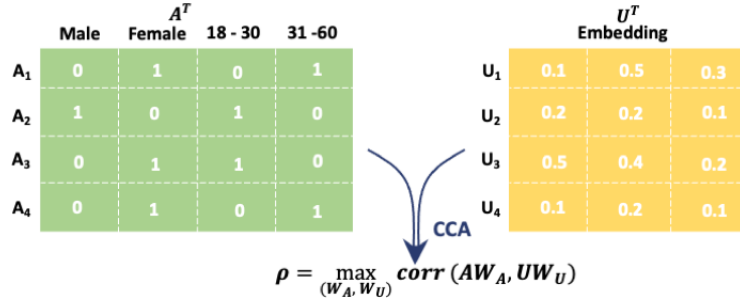 A^T U^T
Male Female 18 - 30 31 -60 Embedding
A₁ 0 1 0 1 U₁ 0.1 0.5 0.3
A₂ 1 0 1 0 U₂ 0.2 0.2 0.1
A₃ 0 1 1 0 U₃ 0.5 0.4 0.2
A₄ 0 1 0 1 U₄ 0.1 0.2 0.1
CCA
ρ = max corr (AW_A, UW_U)
(W_A, W_U)